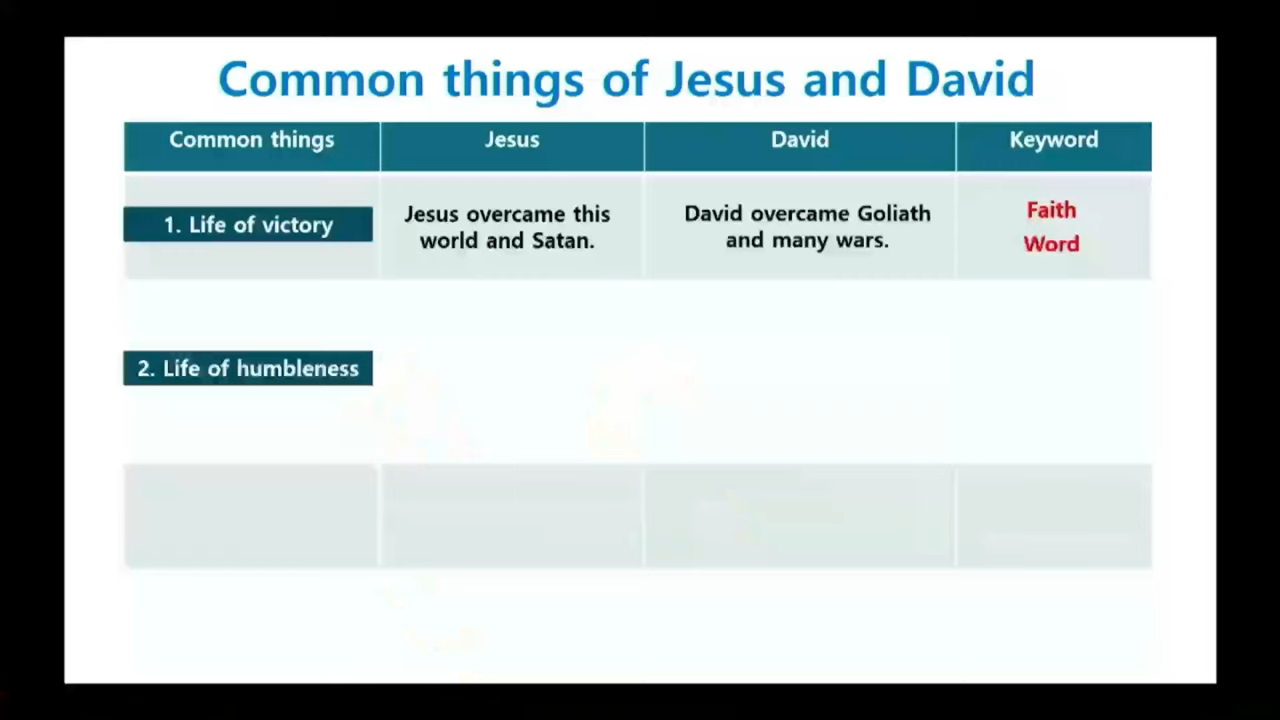 Common things of Jesus and David
Common things Jesus David Keyword
1. Life of victory
Jesus overcame this
world and Satan.
David overcame Goliath
and many wars.
Faith
Word
2. Life of humbleness